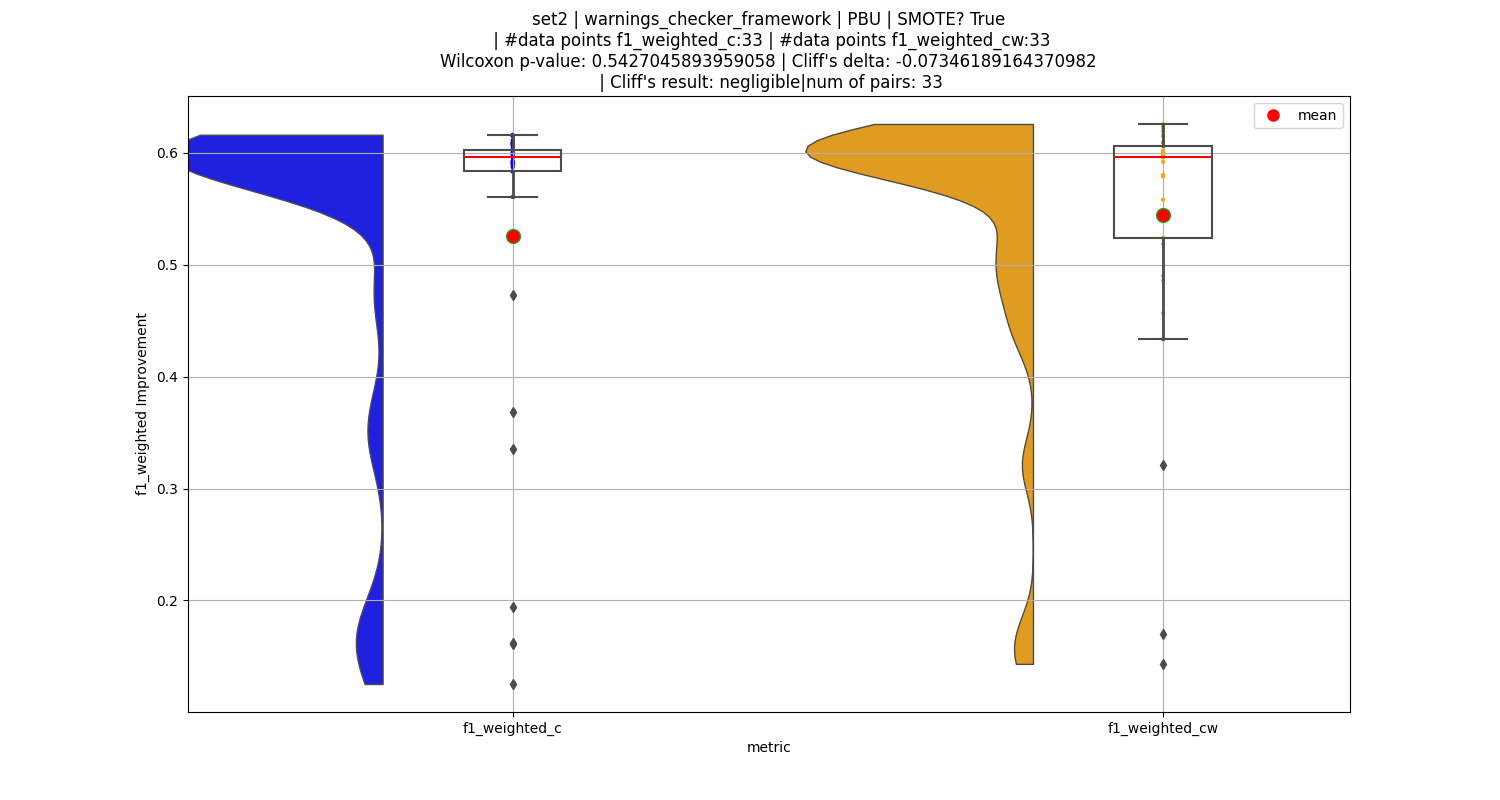 set2 | warnings_checker_framework | PBU | SMOTE? True
| #data points f1_weighted_c:33 | #data points f1_weighted_cw:33
Wilcoxon p-value: 0.5427045893959058 | Cliff's delta: -0.07346189164370982
| Cliff's result: negligible|num of pairs: 33
mean
0.6
0.5
0.4
0.3
0.2
f1_weighted Improvement
f1_weighted_c
f1_weighted_cw
metric